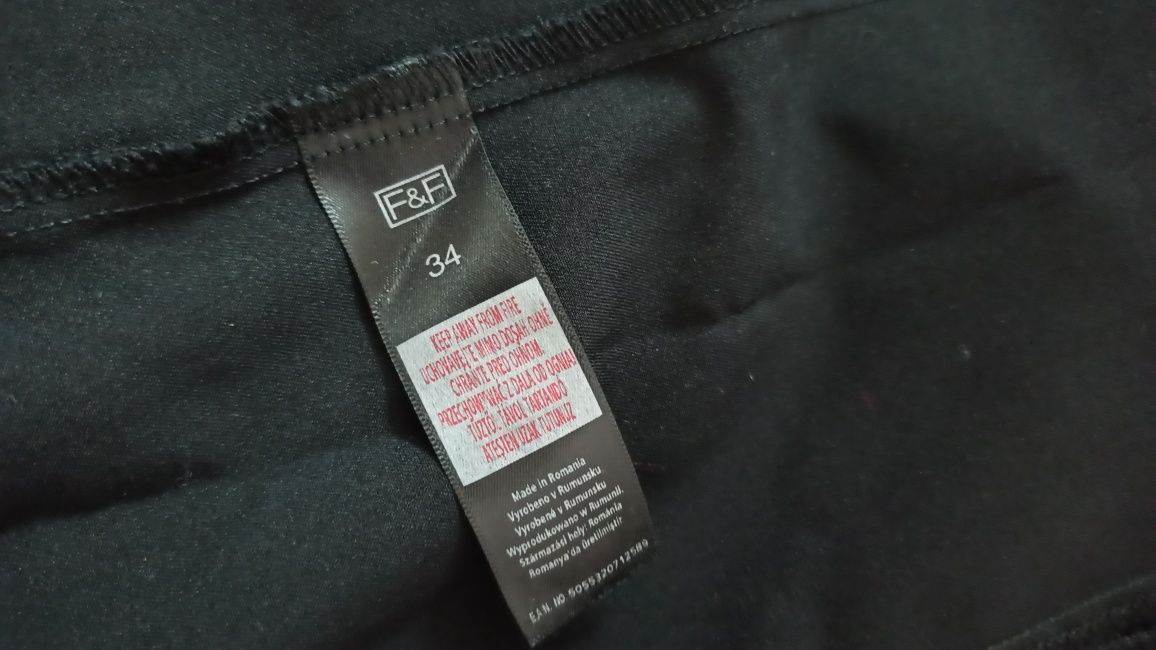 F&F
34
KEEP AWAY FROM FIRE
UCHOVÁVEJTE MIMO DOSAH OHNĚ
CHRÁŇTE PRED OHŇOM.
PRZECHOWYWAĆ Z DALA OD OGNIA!
TŰZTŐL TÁVOL TARTANDÓ
ATEŞTEN UZAK TUTUNUZ
Made in Romania
Vyrobeno v Rumunsku
Vyrobené v Rumunsku
Wyprodukowano w Rumunii.
Származási hely: Románia
Romanya'da üretilmiştir
E.A.N. NO. 5055320712589